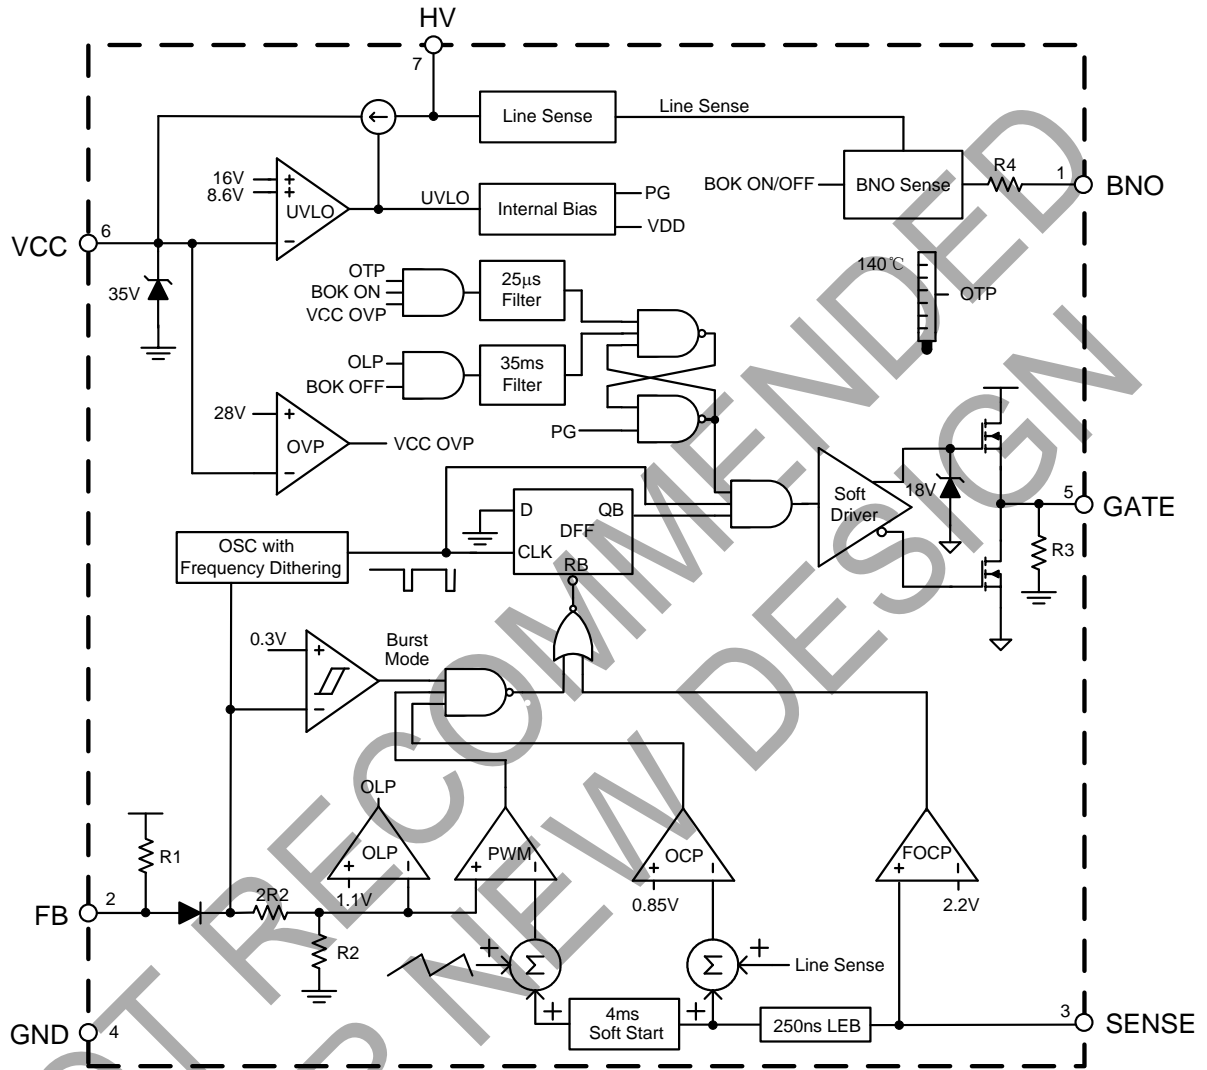 HV
7
Line Sense
Line Sense
16V
8.6V
+
+
UVLO
−
UVLO
Internal Bias
PG
VDD
BOK ON/OFF
BNO Sense
R4
1
BNO
VCC
6
35V
OTP
BOK ON
VCC OVP
25µs
Filter
140℃
OTP
OLP
BOK OFF
35ms
Filter
28V
+
OVP
−
VCC OVP
PG
D
QB
DFF
CLK
RB
Soft
Driver
18V
5
GATE
R3
OSC with
Frequency Dithering
0.3V
+
−
Burst
Mode
OLP
OLP
+
−
1.1V
PWM
+
−
OCP
+
−
0.85V
FOCP
+
−
2.2V
R1
2
FB
2R2
R2
+
Σ
+
+
Σ
+
Line Sense
4ms
Soft Start
250ns LEB
3
SENSE
GND
4
OT RECOMMENDED
R NEW DESIGN